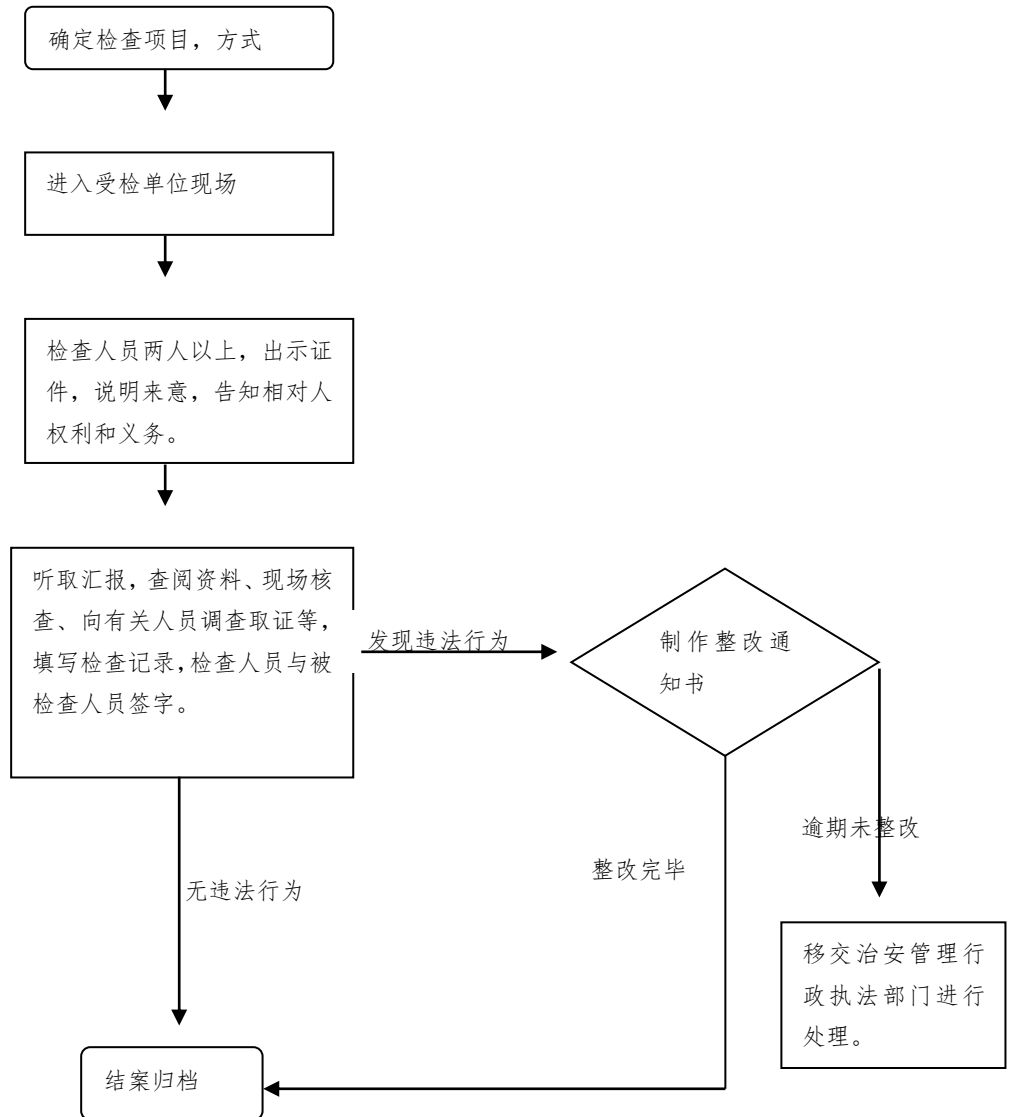 确定检查项目，方式
进入受检单位现场
检查人员两人以上，出示证
件，说明来意，告知相对人
权利和义务。
听取汇报，查阅资料、现场核
查、向有关人员调查取证等，
填写检查记录，检查人员与被
检查人员签字。
发现违法行为
制作整改通
知书
逾期未整改
整改完毕
无违法行为
移交治安管理行
政执法部门进行
处理。
结案归档